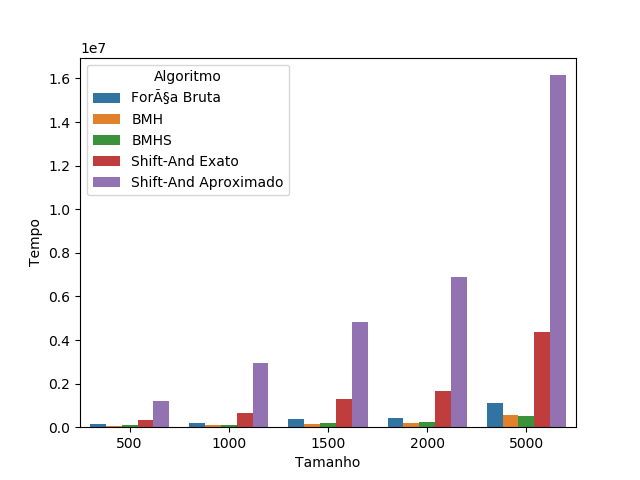 1e7
Algoritmo
ForÃ§a Bruta
BMH
BMHS
Shift-And Exato
Shift-And Aproximado
Tempo
1.6
1.4
1.2
1.0
0.8
0.6
0.4
0.2
0.0
500 1000 1500 2000 5000
Tamanho